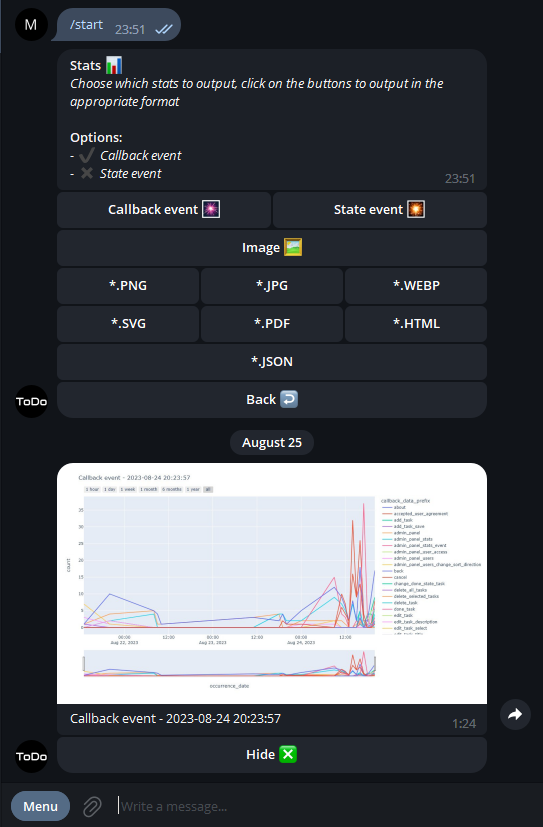 M
/start 23:51
Stats 📊
Choose which stats to output, click on the buttons to output in the
appropriate format
Options:
- ✔️ Callback event
- ✖️ State event
23:51
Callback event 🎆
State event 🎇
Image 🖼️
*.PNG
*.JPG
*.WEBP
*.SVG
*.PDF
*.HTML
*.JSON
Back ↩️
ToDo
August 25
Callback event - 2023-08-24 20:23:57
1 hour 1 day 1 week 1 month 6 months 1 year all
35
30
25
20
15
10
5
0
count
00:00
Aug 22, 2023
12:00
00:00
Aug 23, 2023
12:00
00:00
Aug 24, 2023
12:00
occurrence_date
callback_data_prefix
about
accepted_user_agreement
add_task
add_task_save
admin_panel
admin_panel_stats
admin_panel_stats_event
admin_panel_user_access
admin_panel_users
admin_panel_users_change_sort_direction
back
cancel
change_done_state_task
delete_all_tasks
delete_selected_tasks
delete_task
done_task
edit_task
edit_task_description
edit_task_select
Callback event - 2023-08-24 20:23:57
1:24
Hide ❎
ToDo
Menu
Write a message...